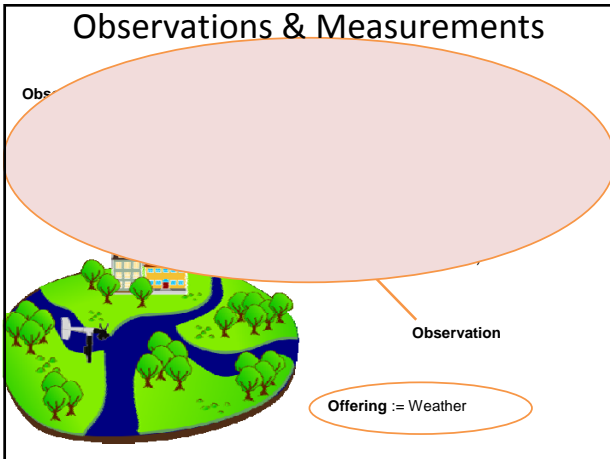 Observations & Measurements
Observation
Offering := Weather